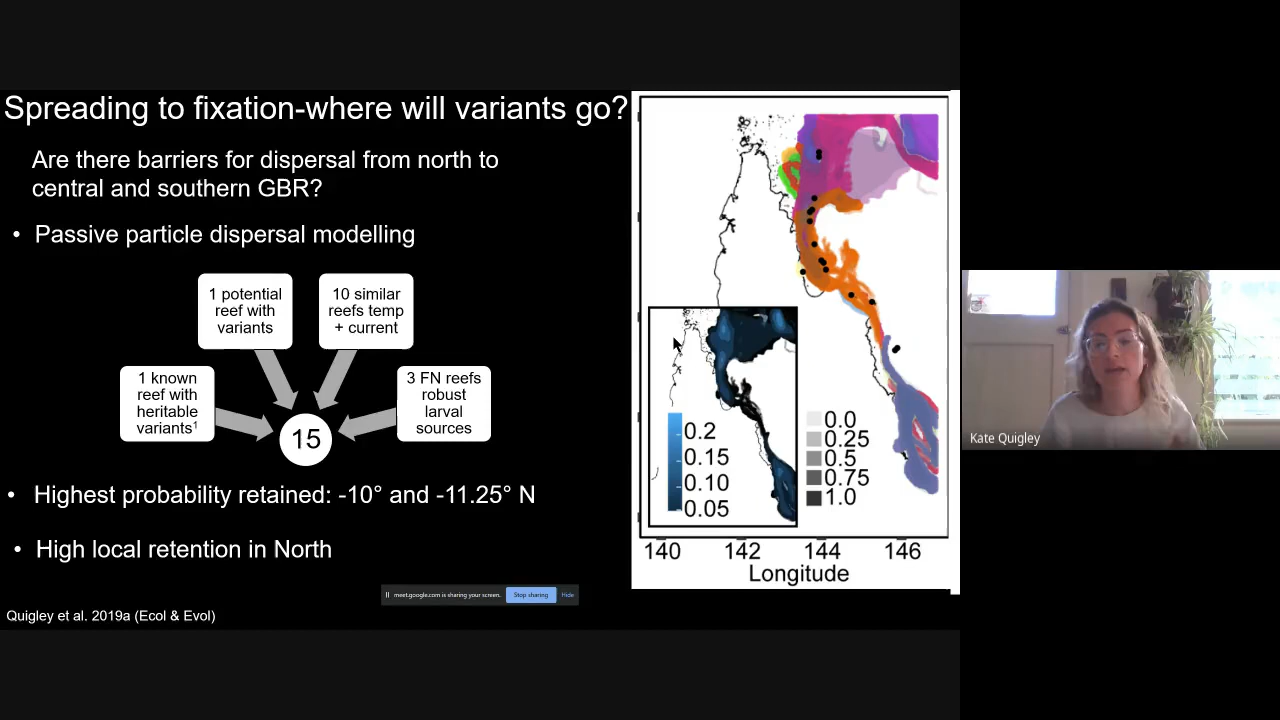 Spreading to fixation-where will variants go?
Are there barriers for dispersal from north to
central and southern GBR?
• Passive particle dispersal modelling
1 potential
reef with
variants
10 similar
reefs temp
+ current
1 known
reef with
heritable
variants¹
3 FN reefs
robust
larval
sources
15
• Highest probability retained: -10° and -11.25° N
• High local retention in North
meet.google.com is sharing your screen.
Stop sharing
Hide
Quigley et al. 2019a (Ecol & Evol)
0.2
0.15
0.10
0.05
0.0
0.25
0.5
0.75
1.0
140 142 144 146
Longitude
Kate Quigley